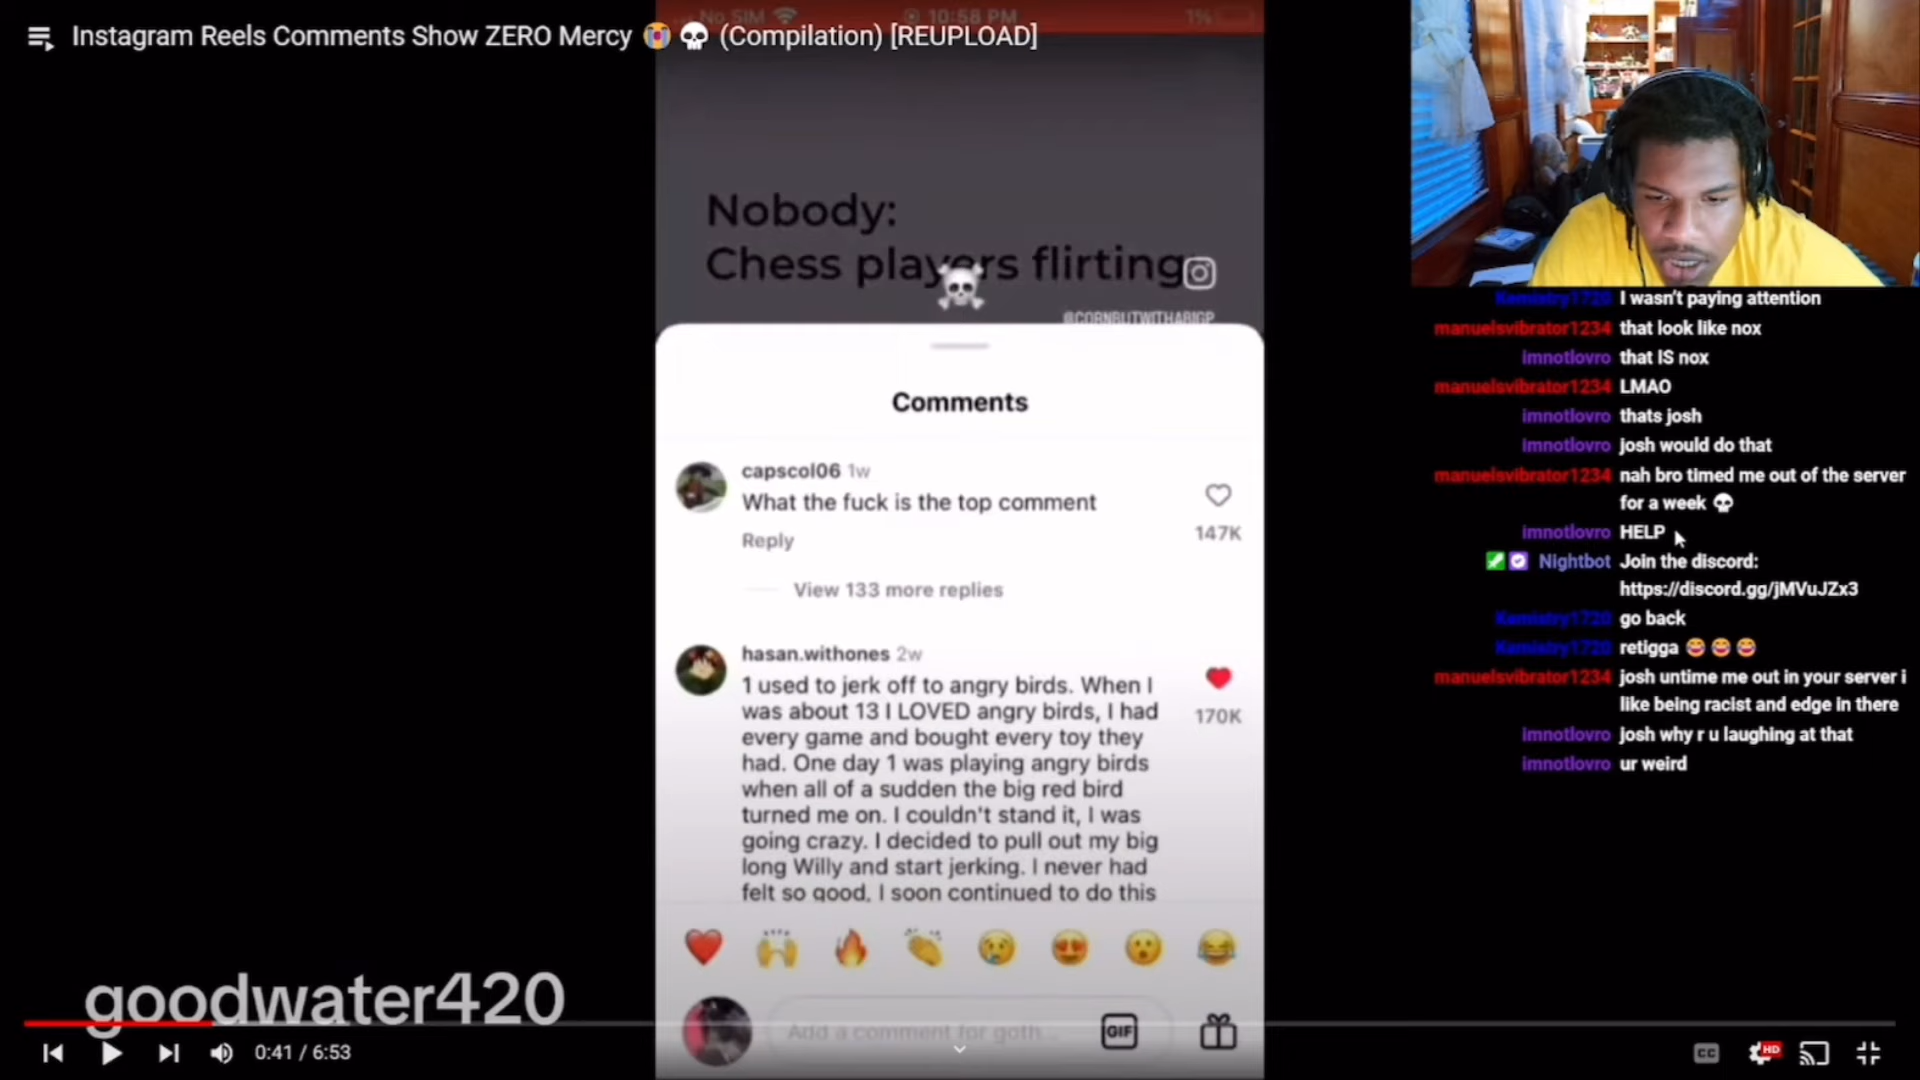 No SIM 10:58 PM 1%
Instagram Reels Comments Show ZERO Mercy 😭 💀 (Compilation) [REUPLOAD]
Nobody:
Chess players flirting
@CORNBUTWITHABIGP
Comments
capscol06 1w
What the fuck is the top comment
Reply
147K
View 133 more replies
hasan.withones 2w
1 used to jerk off to angry birds. When I
was about 13 I LOVED angry birds, I had
every game and bought every toy they
had. One day 1 was playing angry birds
when all of a sudden the big red bird
turned me on. I couldn't stand it, I was
going crazy. I decided to pull out my big
long Willy and start jerking. I never had
felt so good, I soon continued to do this
170K
Add a comment for goth...
GIF
goodwater420
0:41 / 6:53
CC
HD
Kemistry1720 I wasn't paying attention
manuelsvibrator1234 that look like nox
imnotlovro that IS nox
manuelsvibrator1234 LMAO
imnotlovro thats josh
imnotlovro josh would do that
manuelsvibrator1234 nah bro timed me out of the server
for a week 💀
imnotlovro HELP
Nightbot Join the discord:
https://discord.gg/jMVuJZx3
Kemistry1720 go back
Kemistry1720 retigga 😂 😂 😂
manuelsvibrator1234 josh untime me out in your server i
like being racist and edge in there
imnotlovro josh why r u laughing at that
imnotlovro ur weird